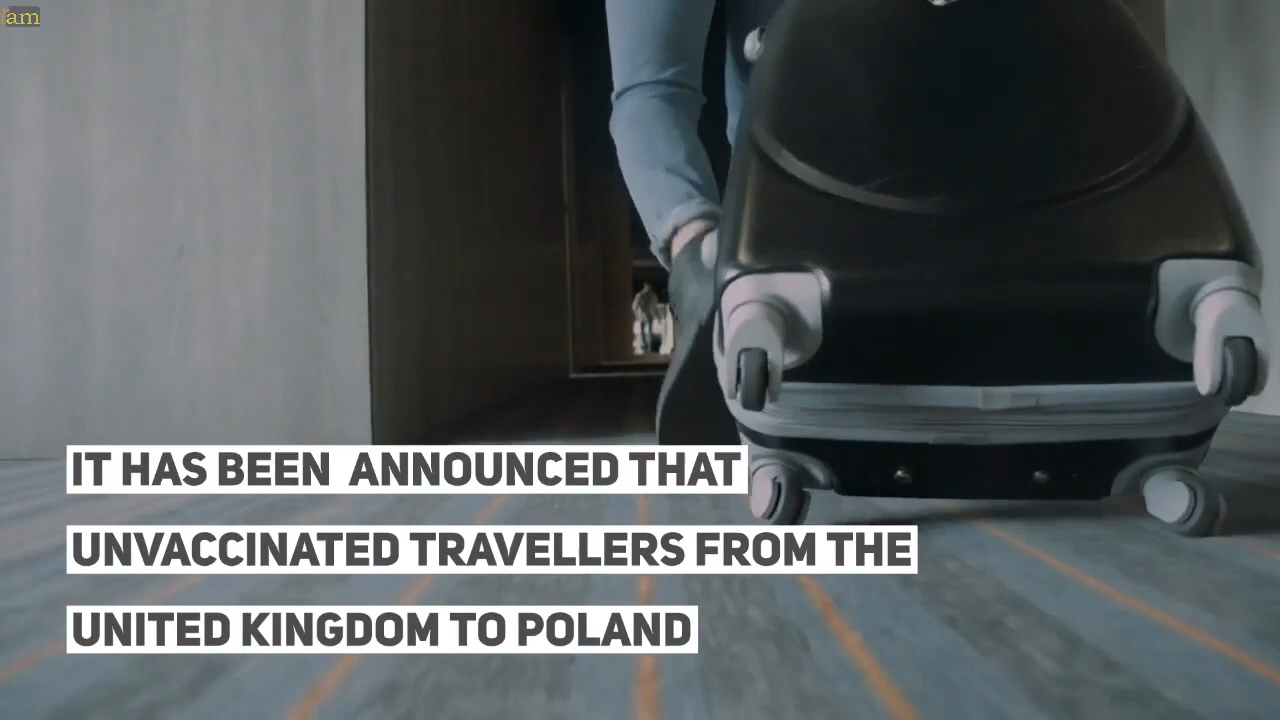 am
IT HAS BEEN  ANNOUNCED THAT
UNVACCINATED TRAVELLERS FROM THE
UNITED KINGDOM TO POLAND